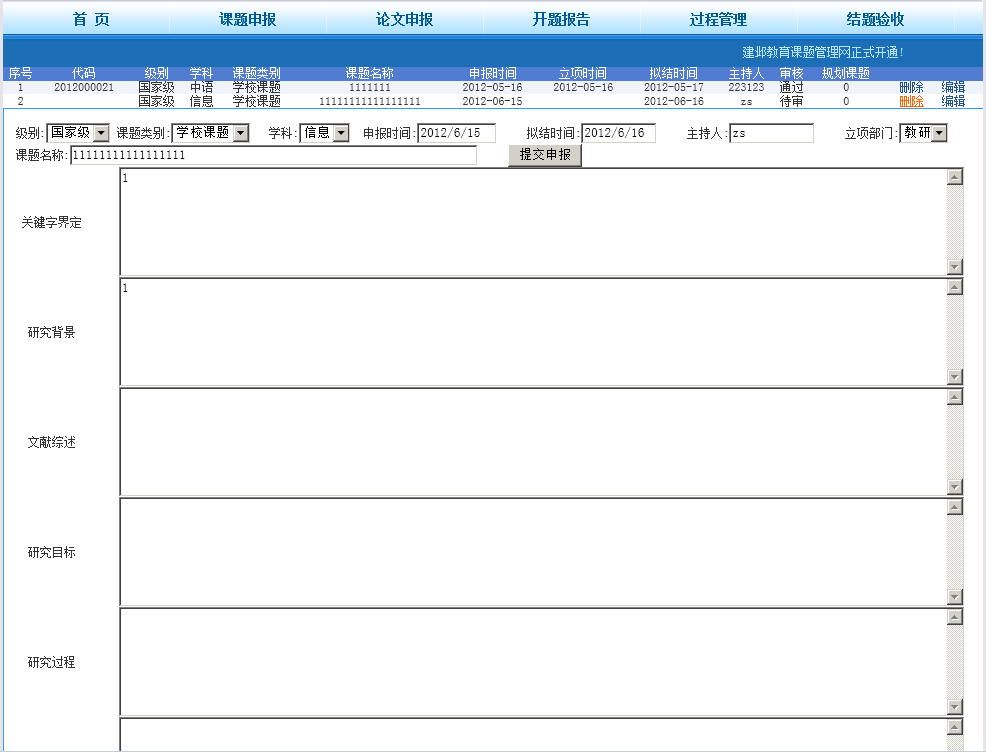 首 页 课题申报 论文申报 开题报告 过程管理 结题验收
建邺教育课题管理网正式开通!
序号 代码 级别 学科 课题类别 课题名称 申报时间 立项时间 拟结时间 主持人 审核 规划课题
1 2012000021 国家级 中语 学校课题 1111111 2012-05-16 2012-05-16 2012-05-17 223123 通过 0 删除 编辑
2 国家级 信息 学校课题 11111111111111111 2012-06-15 2012-06-16 zs 待审 0 删除 编辑
级别: 国家级 课题类别: 学校课题 学科: 信息 申报时间: 2012/6/15 拟结时间: 2012/6/16 主持人: zs 立项部门: 教研
课题名称: 11111111111111111 提交申报
关键字界定 1
研究背景 1
文献综述
研究目标
研究过程